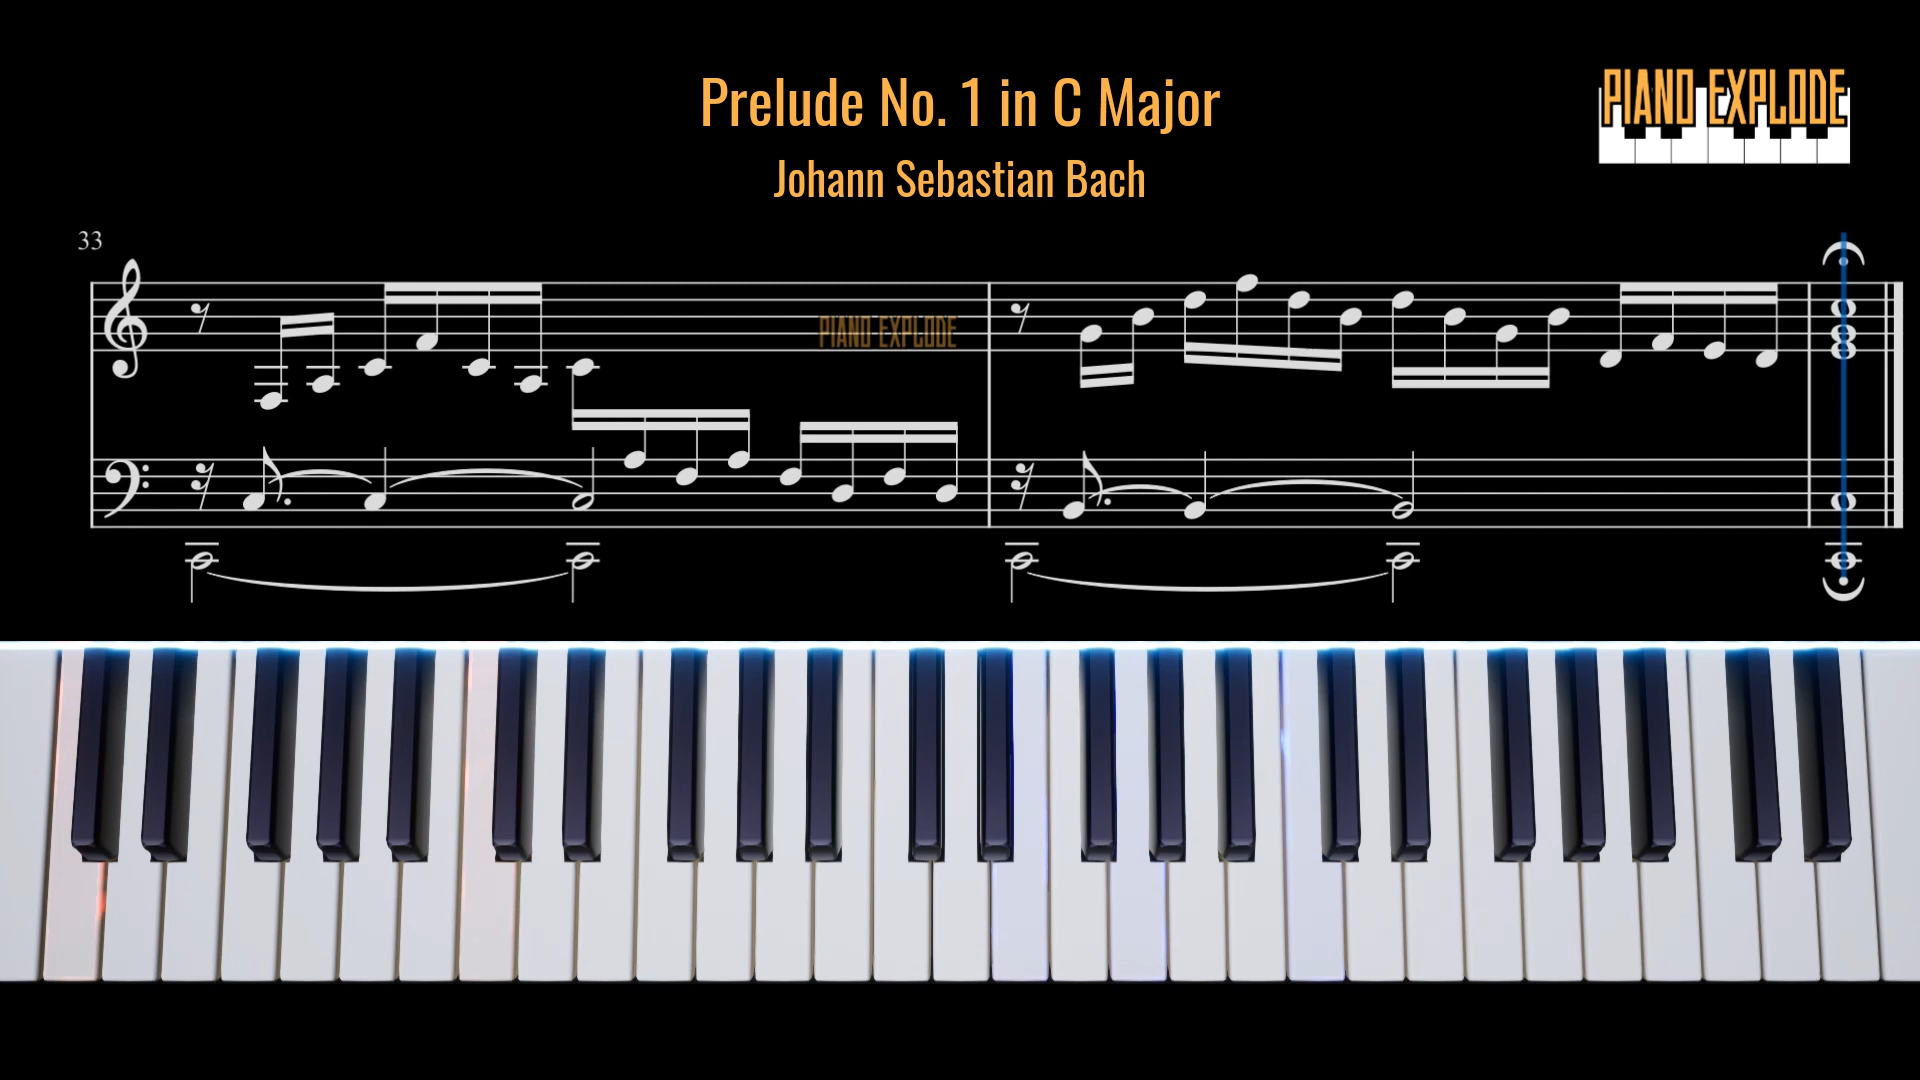 Prelude No. 1 in C Major
PIANO EXPLODE
Johann Sebastian Bach
33
PIANO EXPLODE